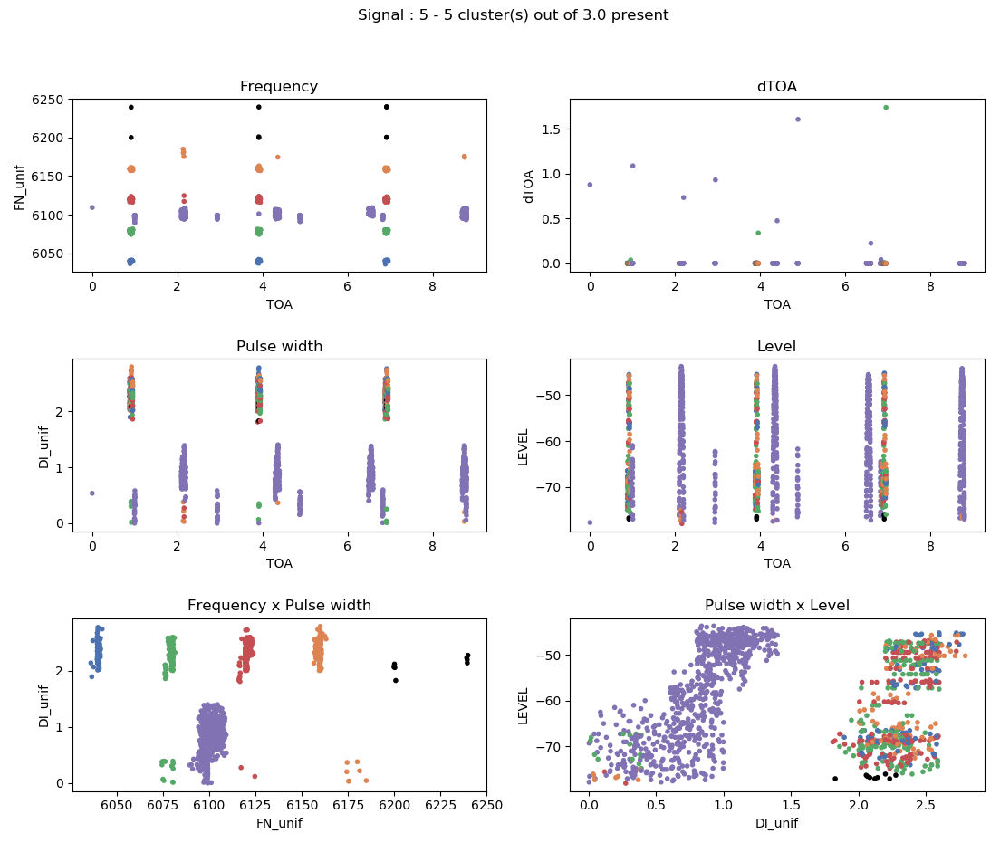 Signal : 5 - 5 cluster(s) out of 3.0 present
Frequency
dTOA
6250
6200
6150
6100
6050
FN_unif
0 2 4 6 8
TOA
1.5
1.0
0.5
0.0
dTOA
0 2 4 6 8
TOA
Pulse width
Level
2
1
0
DI_unif
0 2 4 6 8
TOA
−50
−60
−70
LEVEL
0 2 4 6 8
TOA
Frequency x Pulse width
Pulse width x Level
2
1
0
DI_unif
6050 6075 6100 6125 6150 6175 6200 6225 6250
FN_unif
−50
−60
−70
LEVEL
0.0 0.5 1.0 1.5 2.0 2.5
DI_unif